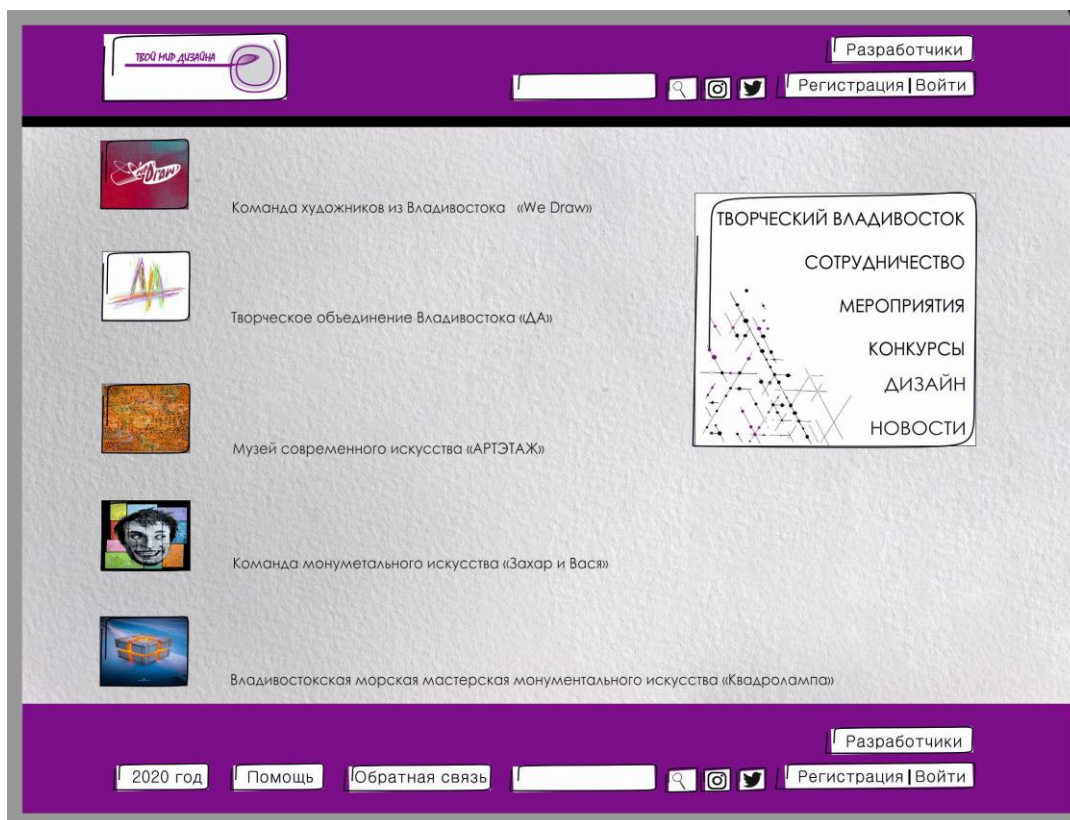 ТВОЙ МИР ДИЗАЙНА
Разработчики
Регистрация | Войти
Draw
Команда художников из Владивостока «We Draw»
ДА
Творческое объединение Владивостока «ДА»
Музей современного искусства «АРТЭТАЖ»
Команда монуметального искусства «Захар и Вася»
Владивостокская морская мастерская монументального искусства «Квадролампа»
ТВОРЧЕСКИЙ ВЛАДИВОСТОК
СОТРУДНИЧЕСТВО
МЕРОПРИЯТИЯ
КОНКУРСЫ
ДИЗАЙН
НОВОСТИ
Разработчики
2020 год
Помощь
Обратная связь
Регистрация | Войти